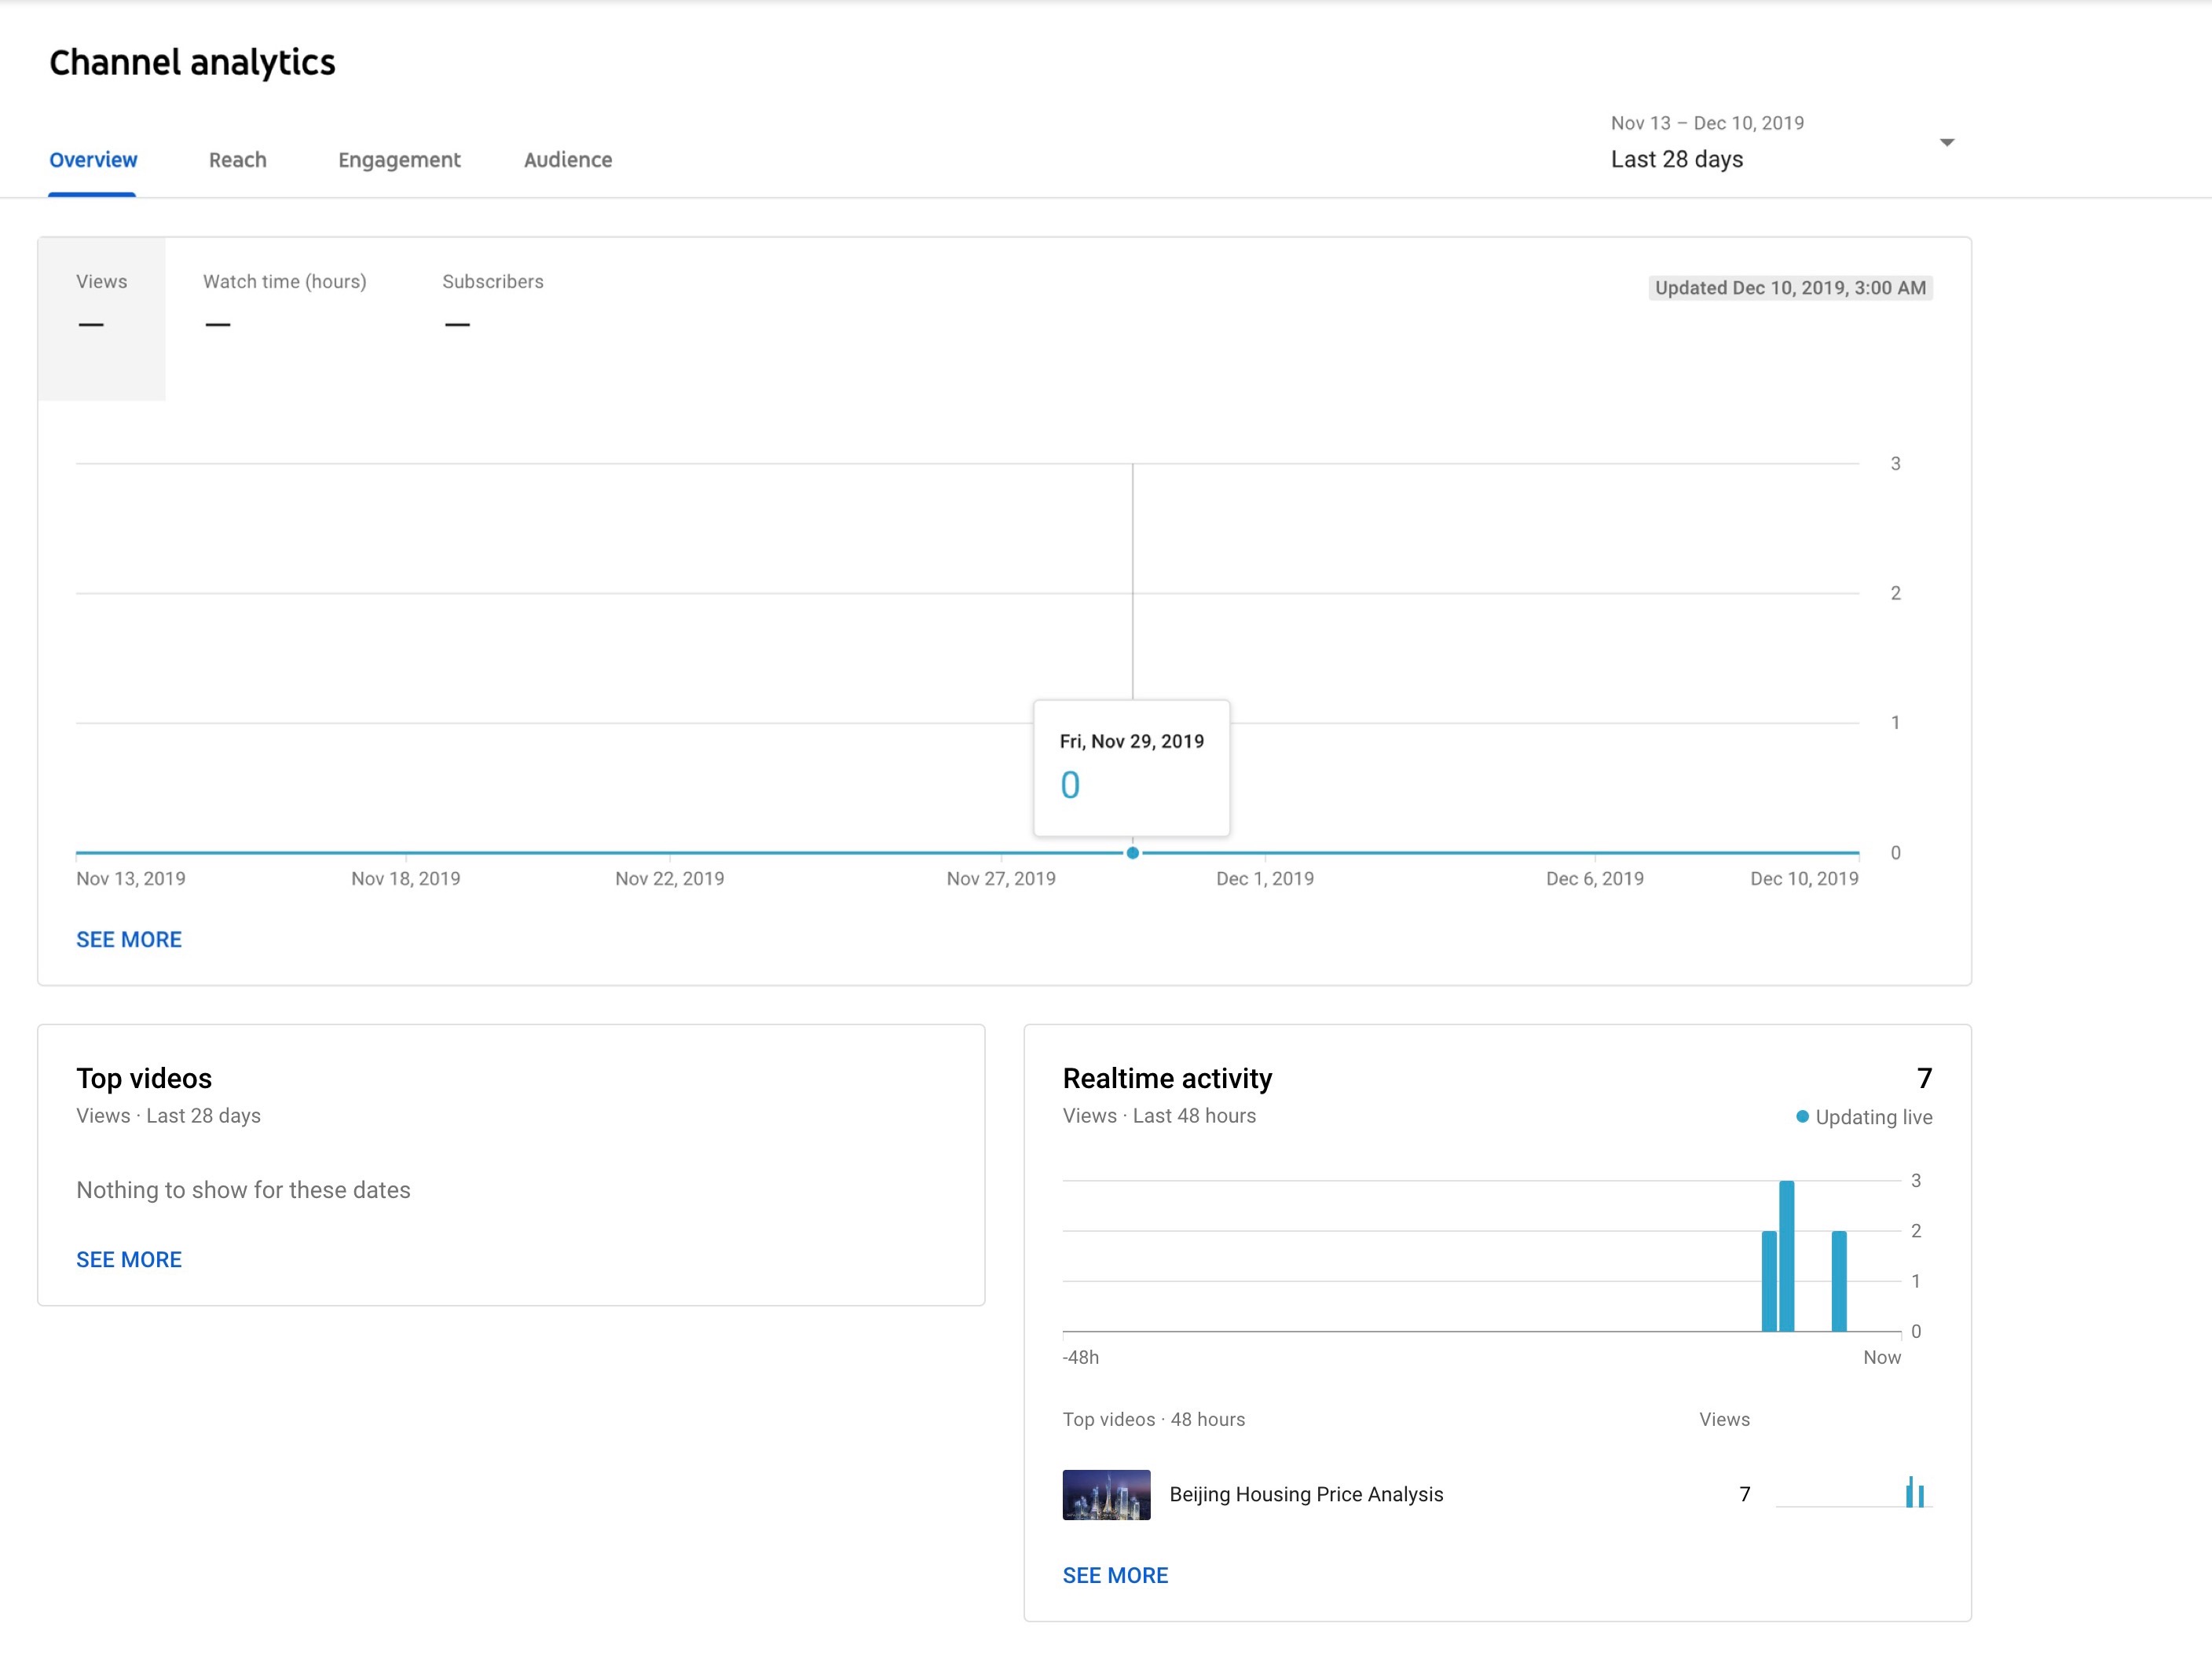 Channel analytics
Nov 13 – Dec 10, 2019
Last 28 days
Overview Reach Engagement Audience
Views Watch time (hours) Subscribers
Updated Dec 10, 2019, 3:00 AM
— — —
3
2
1
Fri, Nov 29, 2019
0
0
Nov 13, 2019 Nov 18, 2019 Nov 22, 2019 Nov 27, 2019 Dec 1, 2019 Dec 6, 2019 Dec 10, 2019
SEE MORE
Top videos
Views · Last 28 days
Nothing to show for these dates
SEE MORE
Realtime activity 7
Views · Last 48 hours Updating live
3
2
1
0
-48h Now
Top videos · 48 hours Views
Beijing Housing Price Analysis 7
SEE MORE